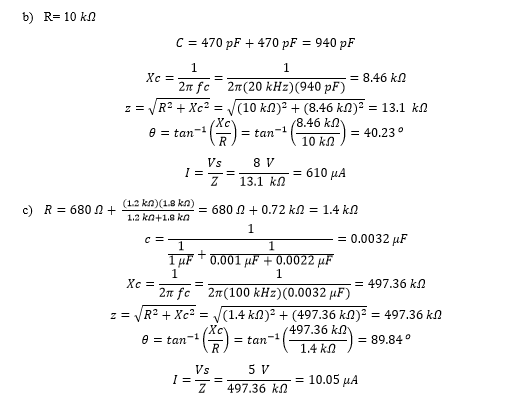 b) R= 10 kΩ
C = 470 pF + 470 pF = 940 pF
Xc = 1 / 2π fc = 1 / 2π(20 kHz)(940 pF) = 8.46 kΩ
z = √R² + Xc² = √(10 kΩ)² + (8.46 kΩ)² = 13.1 kΩ
θ = tan⁻¹ (Xc / R) = tan⁻¹ (8.46 kΩ / 10 kΩ) = 40.23 °
I = Vs / Z = 8 V / 13.1 kΩ = 610 μA
c) R = 680 Ω + (1.2 kΩ)(1.8 kΩ) / 1.2 kΩ+1.8 kΩ = 680 Ω + 0.72 kΩ = 1.4 kΩ
c = 1 / 1 / 1 μF + 1 / 0.001 μF + 0.0022 μF = 0.0032 μF
Xc = 1 / 2π fc = 1 / 2π(100 kHz)(0.0032 μF) = 497.36 kΩ
z = √R² + Xc² = √(1.4 kΩ)² + (497.36 kΩ)² = 497.36 kΩ
θ = tan⁻¹ (Xc / R) = tan⁻¹ (497.36 kΩ / 1.4 kΩ) = 89.84 °
I = Vs / Z = 5 V / 497.36 kΩ = 10.05 μA